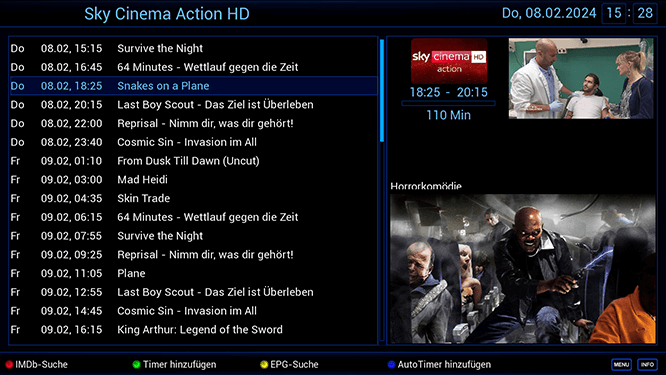 Sky Cinema Action HD
Do, 08.02.2024 15 : 28
Do 08.02, 15:15 Survive the Night
Do 08.02, 16:45 64 Minutes - Wettlauf gegen die Zeit
Do 08.02, 18:25 Snakes on a Plane
Do 08.02, 20:15 Last Boy Scout - Das Ziel ist Überleben
Do 08.02, 22:00 Reprisal - Nimm dir, was dir gehört!
Do 08.02, 23:40 Cosmic Sin - Invasion im All
Fr 09.02, 01:10 From Dusk Till Dawn (Uncut)
Fr 09.02, 03:00 Mad Heidi
Fr 09.02, 04:35 Skin Trade
Fr 09.02, 06:15 64 Minutes - Wettlauf gegen die Zeit
Fr 09.02, 07:55 Survive the Night
Fr 09.02, 09:25 Reprisal - Nimm dir, was dir gehört!
Fr 09.02, 11:05 Plane
Fr 09.02, 12:55 Last Boy Scout - Das Ziel ist Überleben
Fr 09.02, 14:45 Cosmic Sin - Invasion im All
Fr 09.02, 16:15 King Arthur: Legend of the Sword
sky cinema HD
action
18:25 - 20:15
110 Min
Horrorkomödie
IMDb-Suche Timer hinzufügen EPG-Suche AutoTimer hinzufügen MENU INFO